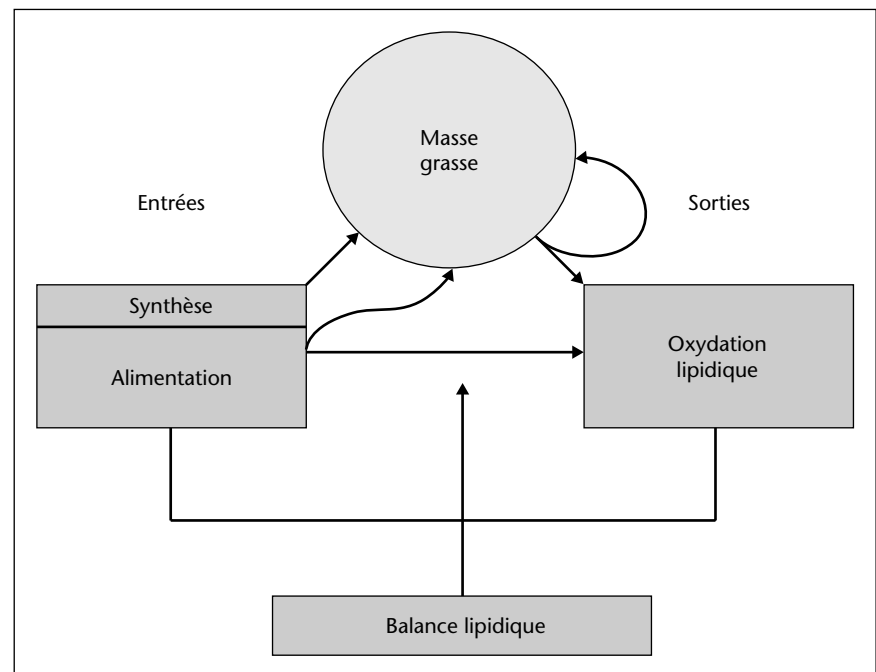 Masse
grasse
Entrées
Sorties
Synthèse
Alimentation
Oxydation
lipidique
Balance lipidique